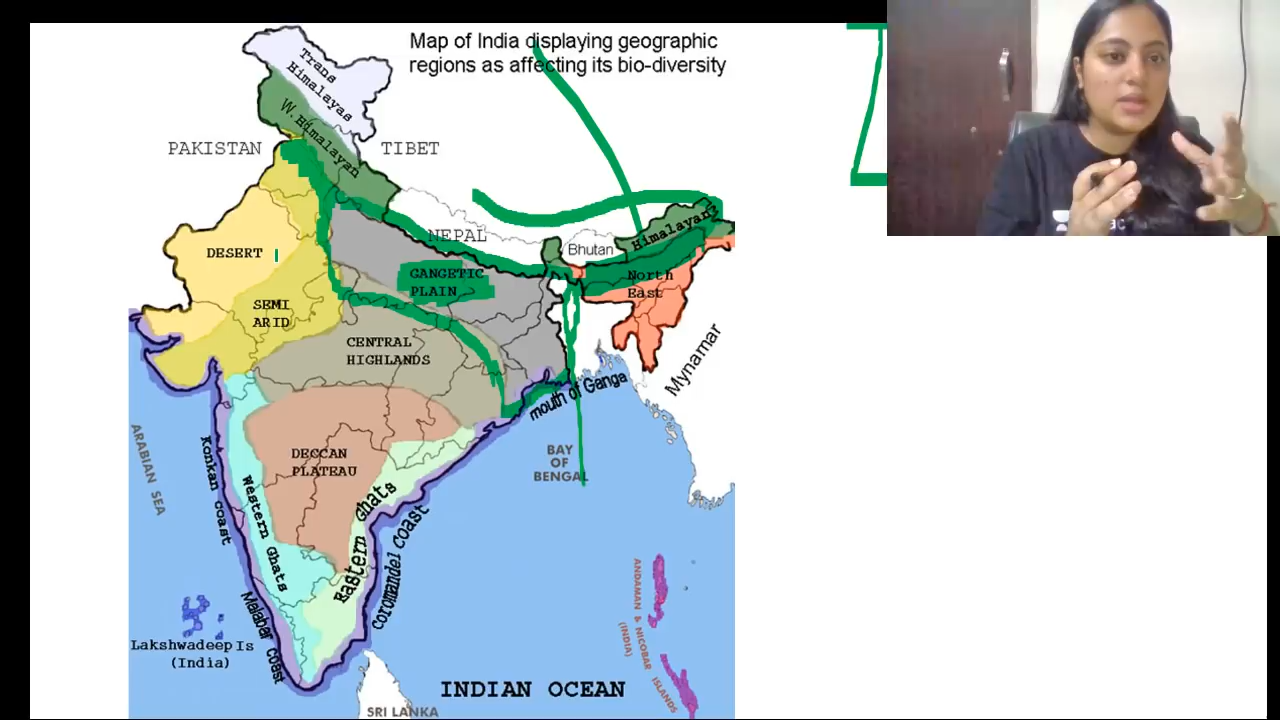 Map of India displaying geographic
regions as affecting its bio-diversity
Trans
Himalayas
W. Himalayan
PAKISTAN
TIBET
NEPAL
Bhutan
Himalayan
DESERT
GANGETIC
PLAIN
North
East
SEMI
ARID
CENTRAL
HIGHLANDS
Mynamar
mouth of Ganga
ARABIAN SEA
Konkan coast
DECCAN
PLATEAU
BAY
OF
BENGAL
Western Ghats
Eastern Ghats
Coromandel coast
Malabar coast
Lakshwadeep Is
(India)
ANDAMAN & NICOBAR ISLANDS
(INDIA)
INDIAN OCEAN
SRI LANKA